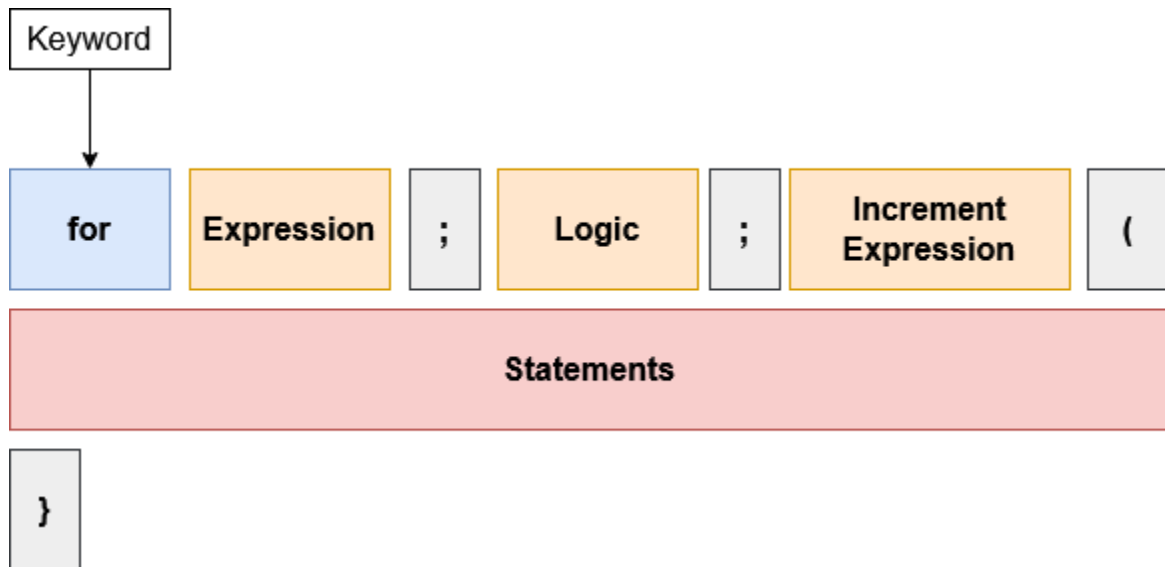 Keyword
for Expression ; Logic ; Increment Expression (
Statements
}